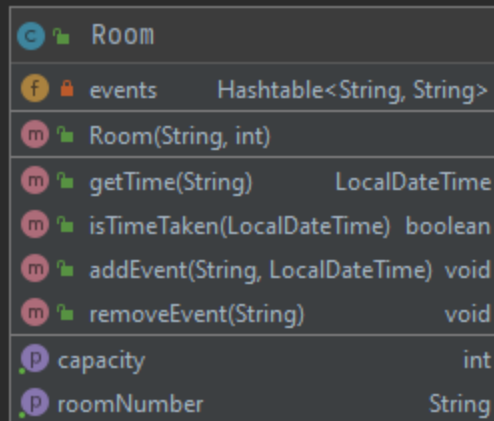 C Room
f events Hashtable<String, String>
m Room(String, int)
m getTime(String) LocalDateTime
m isTimeTaken(LocalDateTime) boolean
m addEvent(String, LocalDateTime) void
m removeEvent(String) void
p capacity int
p roomNumber String